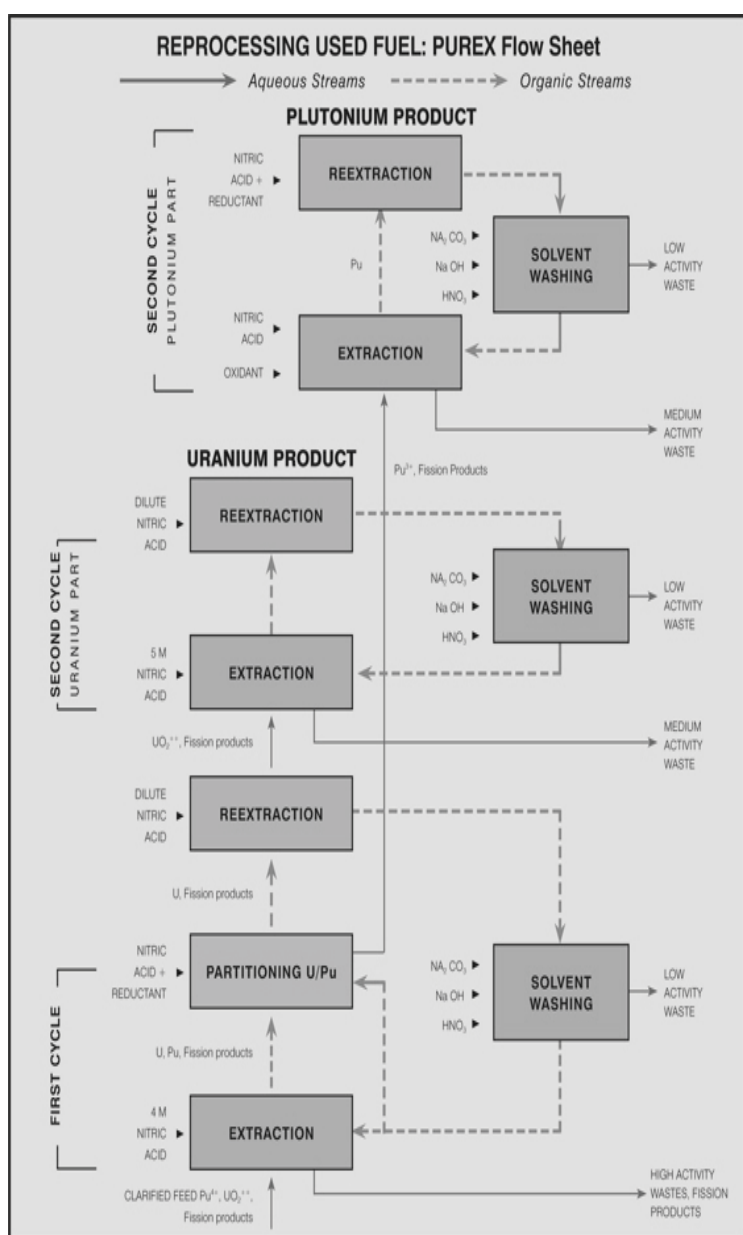 REPROCESSING USED FUEL: PUREX Flow Sheet
Aqueous Streams
Organic Streams
PLUTONIUM PRODUCT
SECOND CYCLE
PLUTONIUM PART
NITRIC
ACID +
REDUCTANT
REEXTRACTION
NA₂ CO₃
Na OH
HNO₃
SOLVENT
WASHING
LOW
ACTIVITY
WASTE
Pu
NITRIC
ACID
OXIDANT
EXTRACTION
MEDIUM
ACTIVITY
WASTE
Pu³⁺, Fission Products
URANIUM PRODUCT
SECOND CYCLE
URANIUM PART
DILUTE
NITRIC
ACID
REEXTRACTION
NA₂ CO₃
Na OH
HNO₃
SOLVENT
WASHING
LOW
ACTIVITY
WASTE
5 M
NITRIC
ACID
EXTRACTION
MEDIUM
ACTIVITY
WASTE
UO₂⁺⁺, Fission products
DILUTE
NITRIC
ACID
REEXTRACTION
U, Fission products
FIRST CYCLE
NITRIC
ACID +
REDUCTANT
PARTITIONING U/Pu
NA₂ CO₃
Na OH
HNO₃
SOLVENT
WASHING
LOW
ACTIVITY
WASTE
U, Pu, Fission products
4 M
NITRIC
ACID
EXTRACTION
HIGH ACTIVITY
WASTES, FISSION
PRODUCTS
CLARIFIED FEED Pu⁴⁺, UO₂⁺⁺,
Fission products